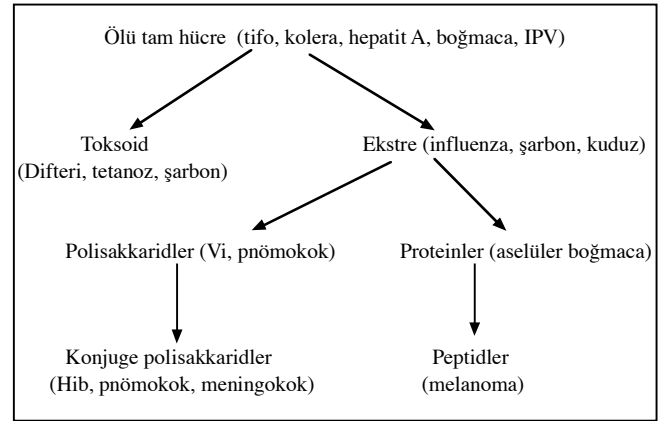 Ölü tam hücre (tifo, kolera, hepatit A, boğmaca, IPV)
Toksoid
(Difteri, tetanoz, şarbon)
Ekstre (influenza, şarbon, kuduz)
Polisakkaridler (Vi, pnömokok)
Proteinler (aselüler boğmaca)
Konjuge polisakkaridler
(Hib, pnömokok, meningokok)
Peptidler
(melanoma)